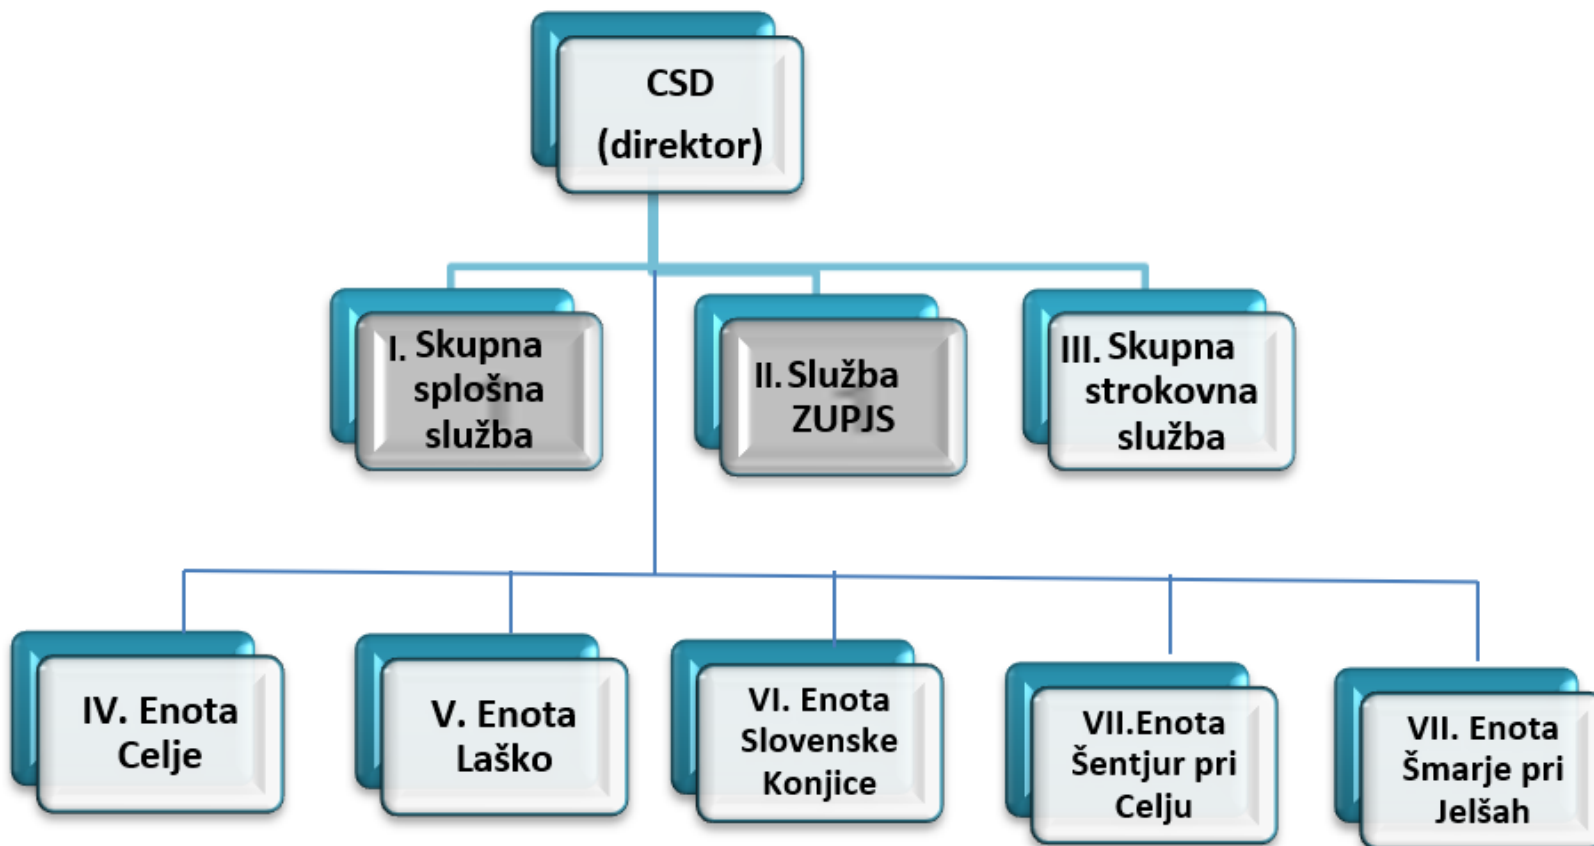 CSD
(direktor)
I. Skupna
splošna
služba
II. Služba
ZUPJS
III. Skupna
strokovna
služba
IV. Enota
Celje
V. Enota
Laško
VI. Enota
Slovenske
Konjice
VII.Enota
Šentjur pri
Celju
VII. Enota
Šmarje pri
Jelšah